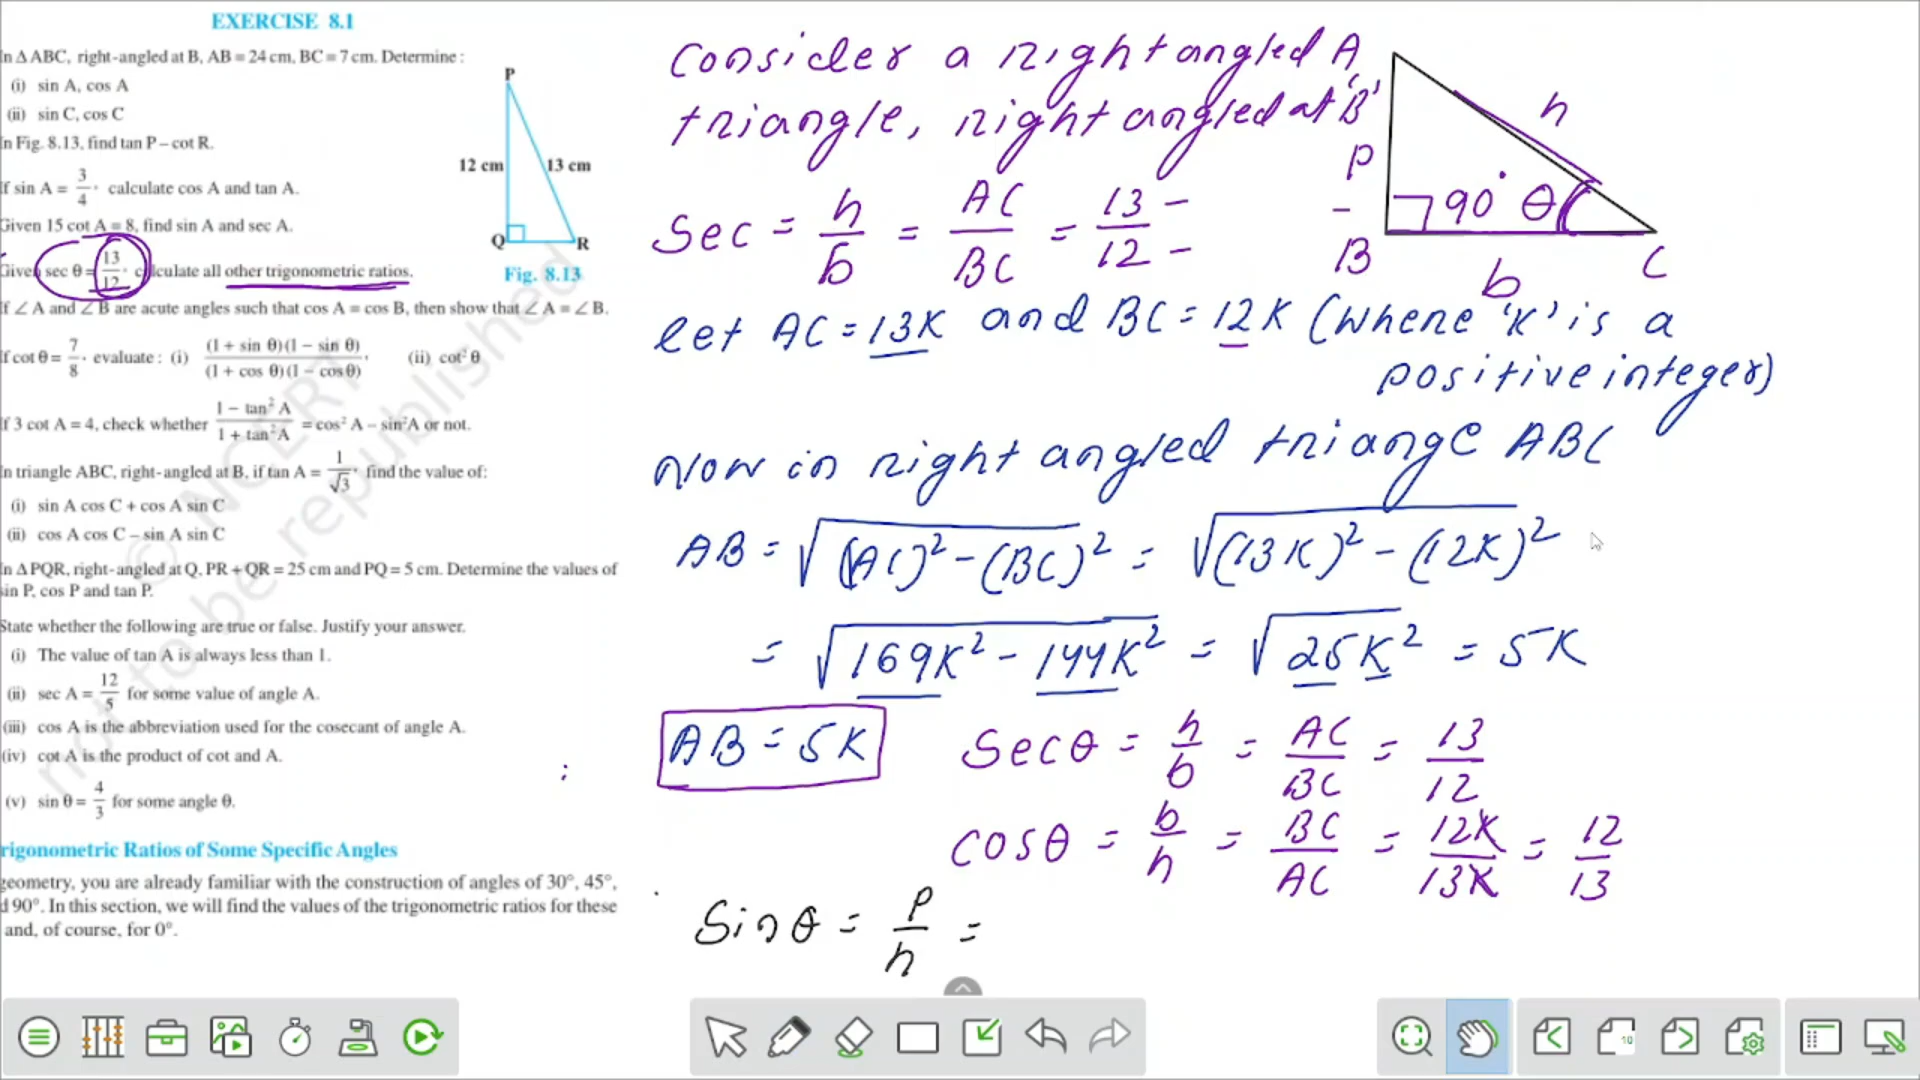 EXERCISE 8.1
In Δ ABC, right-angled at B, AB = 24 cm, BC = 7 cm. Determine :
(i) sin A, cos A
(ii) sin C, cos C
In Fig. 8.13, find tan P – cot R.
If sin A = 3/4, calculate cos A and tan A.
Given 15 cot A = 8, find sin A and sec A.
Given sec θ = 13/12, calculate all other trigonometric ratios.
If ∠ A and ∠ B are acute angles such that cos A = cos B, then show that ∠ A = ∠ B.
If cot θ = 7/8, evaluate : (i) (1 + sin θ)(1 – sin θ)/(1 + cos θ)(1 – cos θ), (ii) cot² θ
If 3 cot A = 4, check whether (1 – tan² A)/(1 + tan² A) = cos² A – sin² A or not.
In triangle ABC, right-angled at B, if tan A = 1/√3, find the value of:
(i) sin A cos C + cos A sin C
(ii) cos A cos C – sin A sin C
In Δ PQR, right-angled at Q, PR + QR = 25 cm and PQ = 5 cm. Determine the values of
sin P, cos P and tan P.
State whether the following are true or false. Justify your answer.
(i) The value of tan A is always less than 1.
(ii) sec A = 12/5 for some value of angle A.
(iii) cos A is the abbreviation used for the cosecant of angle A.
(iv) cot A is the product of cot and A.
(v) sin θ = 4/3 for some angle θ.
rigonometric Ratios of Some Specific Angles
geometry, you are already familiar with the construction of angles of 30°, 45°,
d 90°. In this section, we will find the values of the trigonometric ratios for these
and, of course, for 0°.
P
12 cm
13 cm
Q
R
Fig. 8.13
© NCERT
not to be republished
Consider a right angled
triangle, right angled at 'B'
Sec = h/b = AC/BC = 13/12
A
h
P
90° θ
B
b
C
let AC = 13K and BC = 12K (where 'K' is a
positive integer)
Now in right angled triange ABC
AB = √(AC)² – (BC)² = √(13K)² – (12K)²
= √169K² – 144K² = √25K² = 5K
AB = 5K
Secθ = h/b = AC/BC = 13/12
cosθ = b/h = BC/AC = 12K/13K = 12/13
Sinθ = P/h =
10